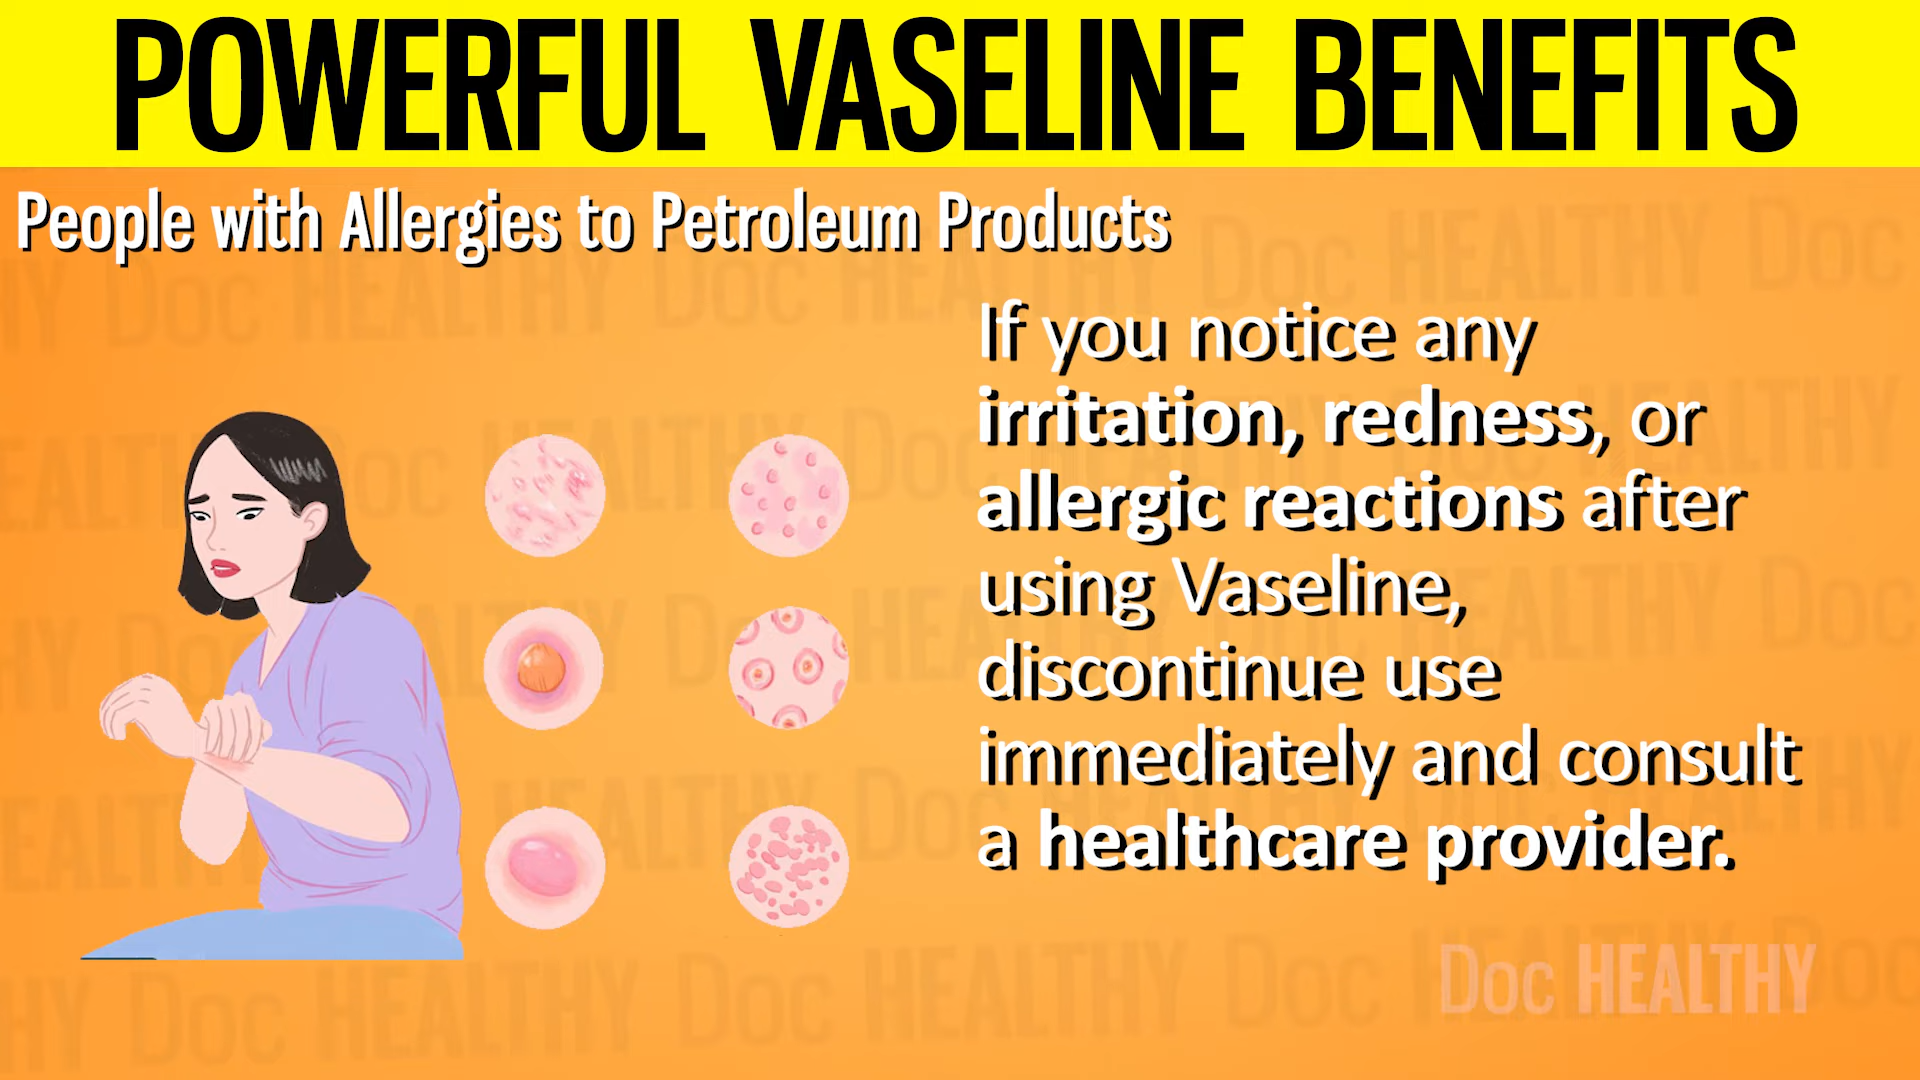 POWERFUL VASELINE BENEFITS
People with Allergies to Petroleum Products
If you notice any
irritation, redness, or
allergic reactions after
using Vaseline,
discontinue use
immediately and consult
a healthcare provider.
Doc HEALTHY